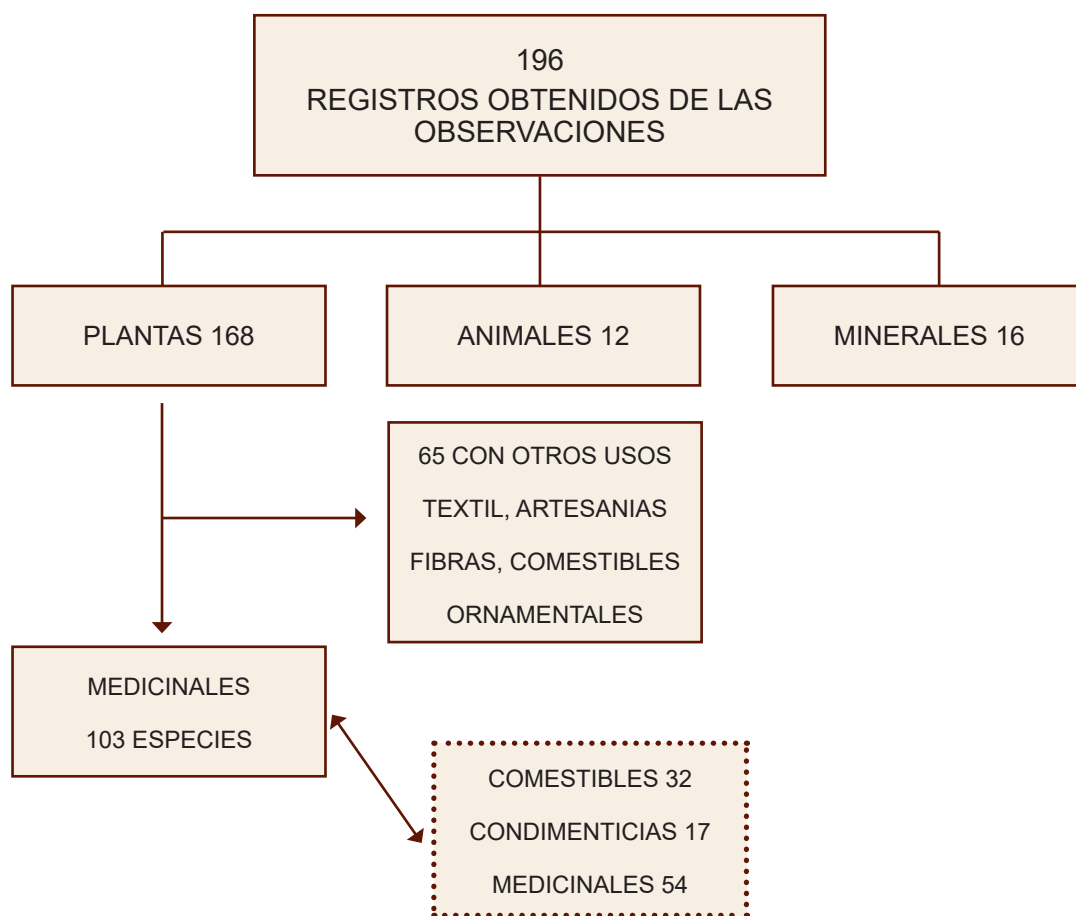 196
REGISTROS OBTENIDOS DE LAS
OBSERVACIONES
PLANTAS 168
ANIMALES 12
MINERALES 16
65 CON OTROS USOS
TEXTIL, ARTESANIAS
FIBRAS, COMESTIBLES
ORNAMENTALES
MEDICINALES
103 ESPECIES
COMESTIBLES 32
CONDIMENTICIAS 17
MEDICINALES 54